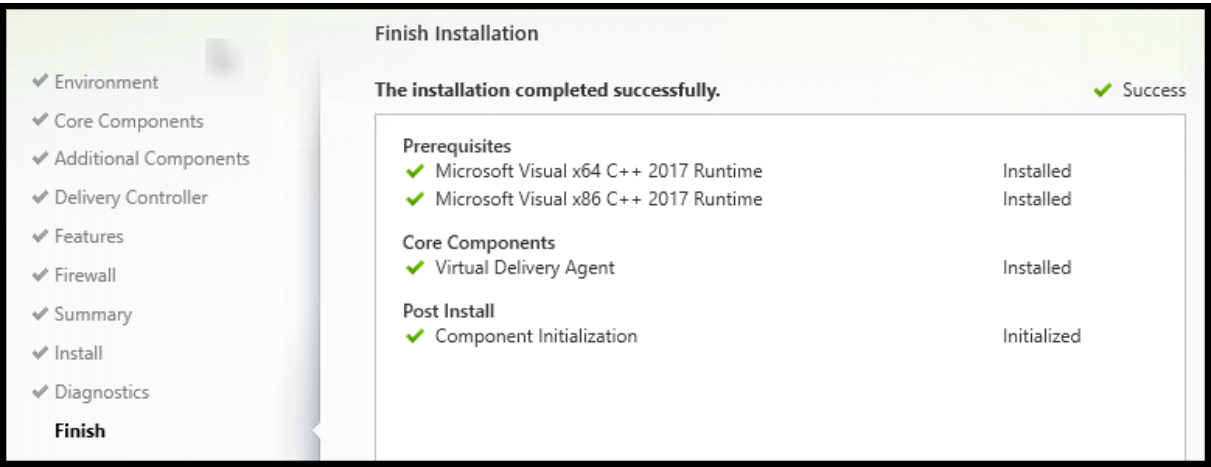 Environment
Core Components
Additional Components
Delivery Controller
Features
Firewall
Summary
Install
Diagnostics
Finish
Finish Installation
The installation completed successfully. Success
Prerequisites
Microsoft Visual x64 C++ 2017 Runtime Installed
Microsoft Visual x86 C++ 2017 Runtime Installed
Core Components
Virtual Delivery Agent Installed
Post Install
Component Initialization Initialized